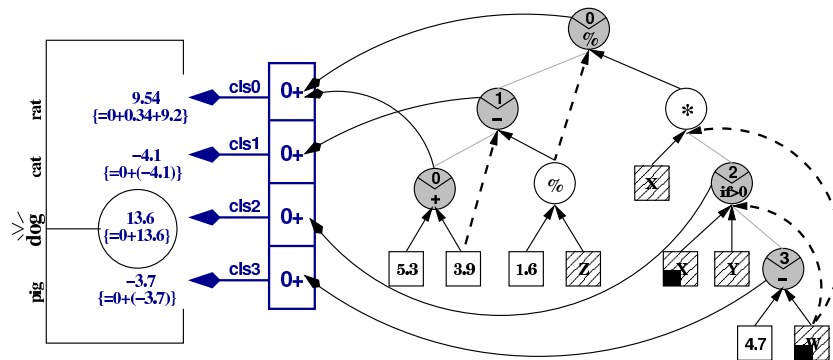 rat
cat
dog
pig
9.54
{=0+0.34+9.2}
−4.1
{=0+(−4.1)}
13.6
{=0+13.6}
−3.7
{=0+(−3.7)}
cls0
cls1
cls2
cls3
0+
0+
0+
0+
0
%
1
−
*
0
+
%
X
2
if>0
5.3
3.9
1.6
Z
X
Y
3
−
4.7
W